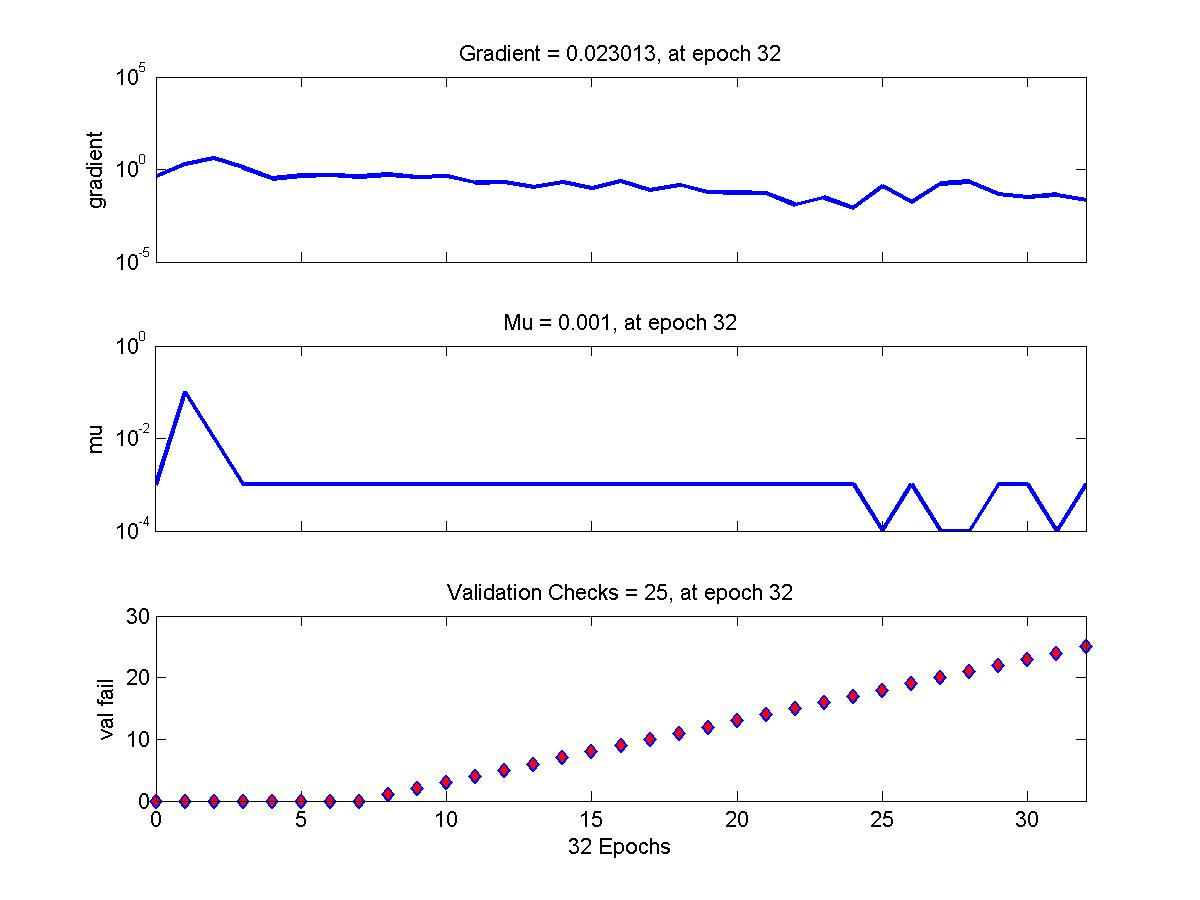 Gradient = 0.023013, at epoch 32
10^5
10^0
10^-5
gradient
Mu = 0.001, at epoch 32
10^0
10^-2
10^-4
mu
Validation Checks = 25, at epoch 32
30
20
10
0
val fail
0 5 10 15 20 25 30
32 Epochs